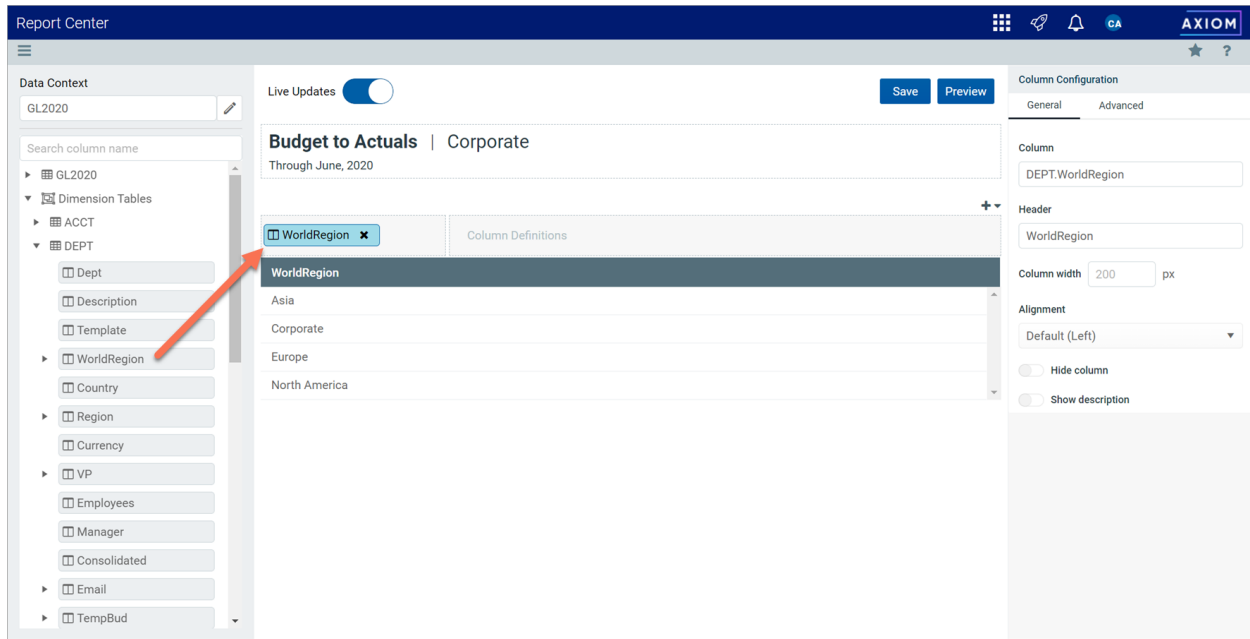 Report Center
CA
AXIOM
?
Data Context
GL2020
Search column name
GL2020
Dimension Tables
ACCT
DEPT
Dept
Description
Template
WorldRegion
Country
Region
Currency
VP
Employees
Manager
Consolidated
Email
TempBud
Live Updates
Save
Preview
Budget to Actuals | Corporate
Through June, 2020
WorldRegion
Column Definitions
WorldRegion
Asia
Corporate
Europe
North America
Column Configuration
General Advanced
Column
DEPT.WorldRegion
Header
WorldRegion
Column width 200 px
Alignment
Default (Left)
Hide column
Show description